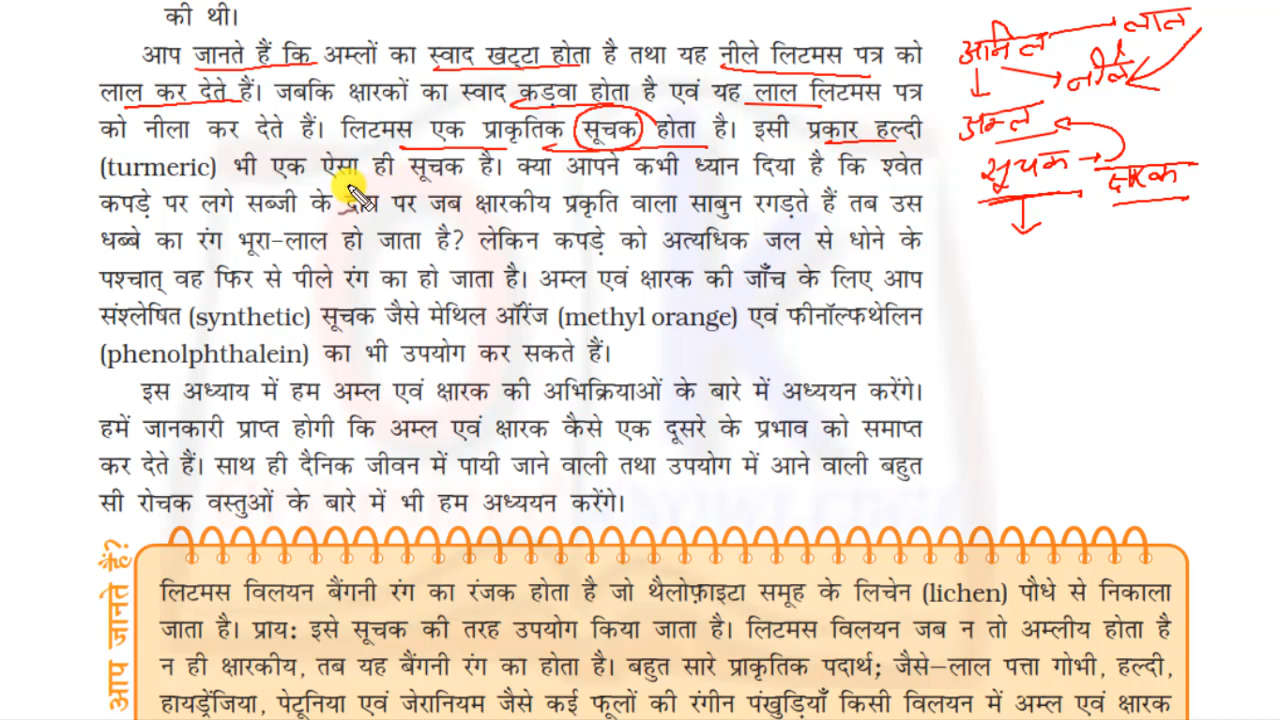 की थी।
आप जानते हैं कि अम्लों का स्वाद खट्टा होता है तथा यह नीले लिटमस पत्र को
लाल कर देते हैं। जबकि क्षारकों का स्वाद कड़वा होता है एवं यह लाल लिटमस पत्र
को नीला कर देते हैं। लिटमस एक प्राकृतिक सूचक होता है। इसी प्रकार हल्दी
(turmeric) भी एक ऐसा ही सूचक है। क्या आपने कभी ध्यान दिया है कि श्वेत
कपड़े पर लगे सब्जी के पर जब क्षारकीय प्रकृति वाला साबुन रगड़ते हैं तब उस
धब्बे का रंग भूरा-लाल हो जाता है? लेकिन कपड़े को अत्यधिक जल से धोने के
पश्चात् वह फिर से पीले रंग का हो जाता है। अम्ल एवं क्षारक की जाँच के लिए आप
संश्लेषित (synthetic) सूचक जैसे मेथिल ऑरेंज (methyl orange) एवं फीनॉल्फथेलिन
(phenolphthalein) का भी उपयोग कर सकते हैं।
इस अध्याय में हम अम्ल एवं क्षारक की अभिक्रियाओं के बारे में अध्ययन करेंगे।
हमें जानकारी प्राप्त होगी कि अम्ल एवं क्षारक कैसे एक दूसरे के प्रभाव को समाप्त
कर देते हैं। साथ ही दैनिक जीवन में पायी जाने वाली तथा उपयोग में आने वाली बहुत
सी रोचक वस्तुओं के बारे में भी हम अध्ययन करेंगे।
लाल
नीले
अम्ल
सूचक
क्षारक
आप जानते हैं?
लिटमस विलयन बैंगनी रंग का रंजक होता है जो थैलोफ़ाइटा समूह के लिचेन (lichen) पौधे से निकाला
जाता है। प्राय: इसे सूचक की तरह उपयोग किया जाता है। लिटमस विलयन जब न तो अम्लीय होता है
न ही क्षारकीय, तब यह बैंगनी रंग का होता है। बहुत सारे प्राकृतिक पदार्थ; जैसे–लाल पत्ता गोभी, हल्दी,
हायड्रेंजिया, पेटूनिया एवं जेरानियम जैसे कई फूलों की रंगीन पंखुड़ियाँ किसी विलयन में अम्ल एवं क्षारक